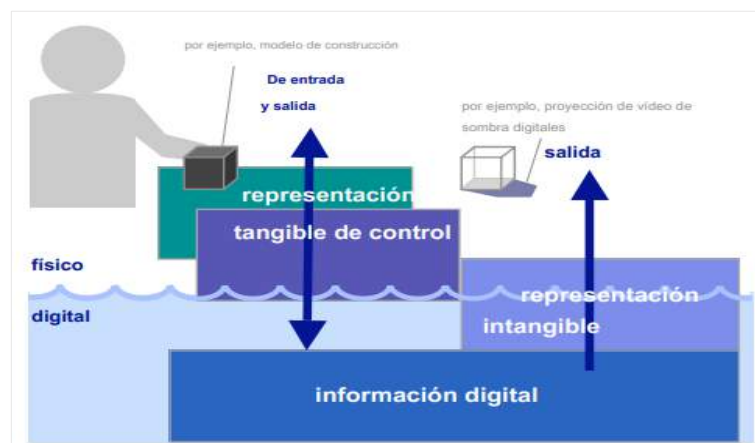 por ejemplo, modelo de construcción
De entrada
y salida
por ejemplo, proyección de vídeo de
sombra digitales
salida
representación
tangible de control
físico
digital
representación
intangible
información digital